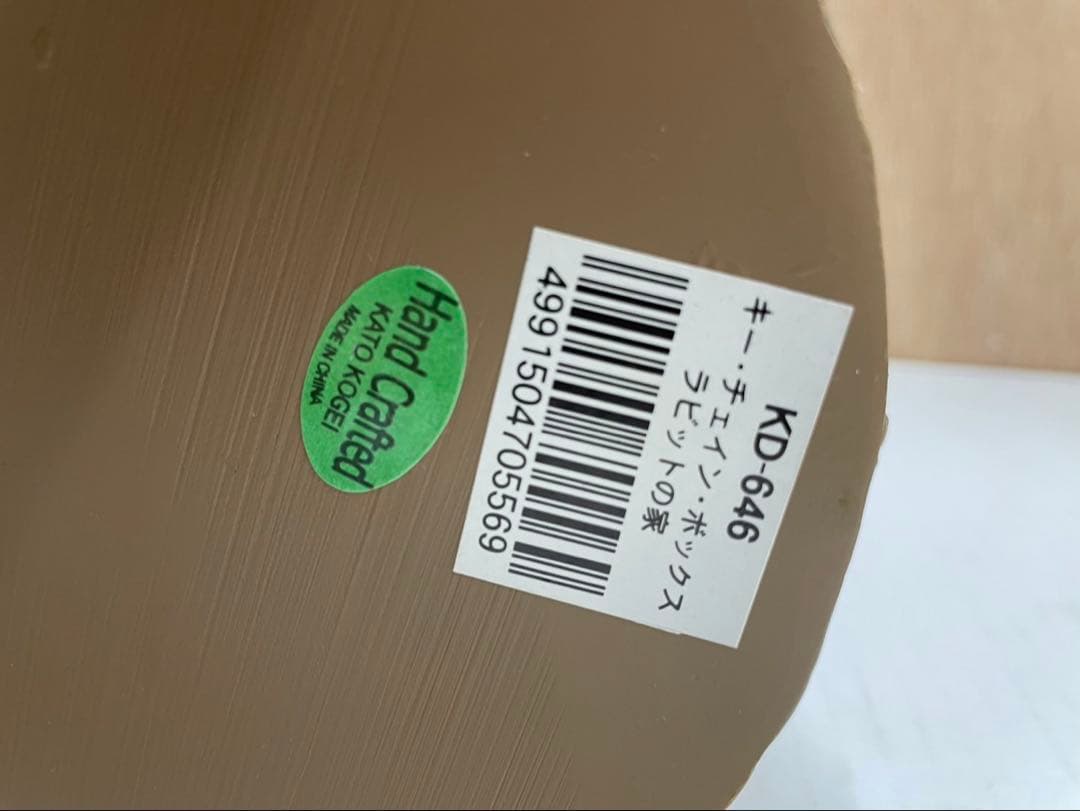 KD-646
キー・チェイン・ボックス
ラビットの家
4991504705569
Hand Crafted
KATO KOGEI
MADE IN CHINA